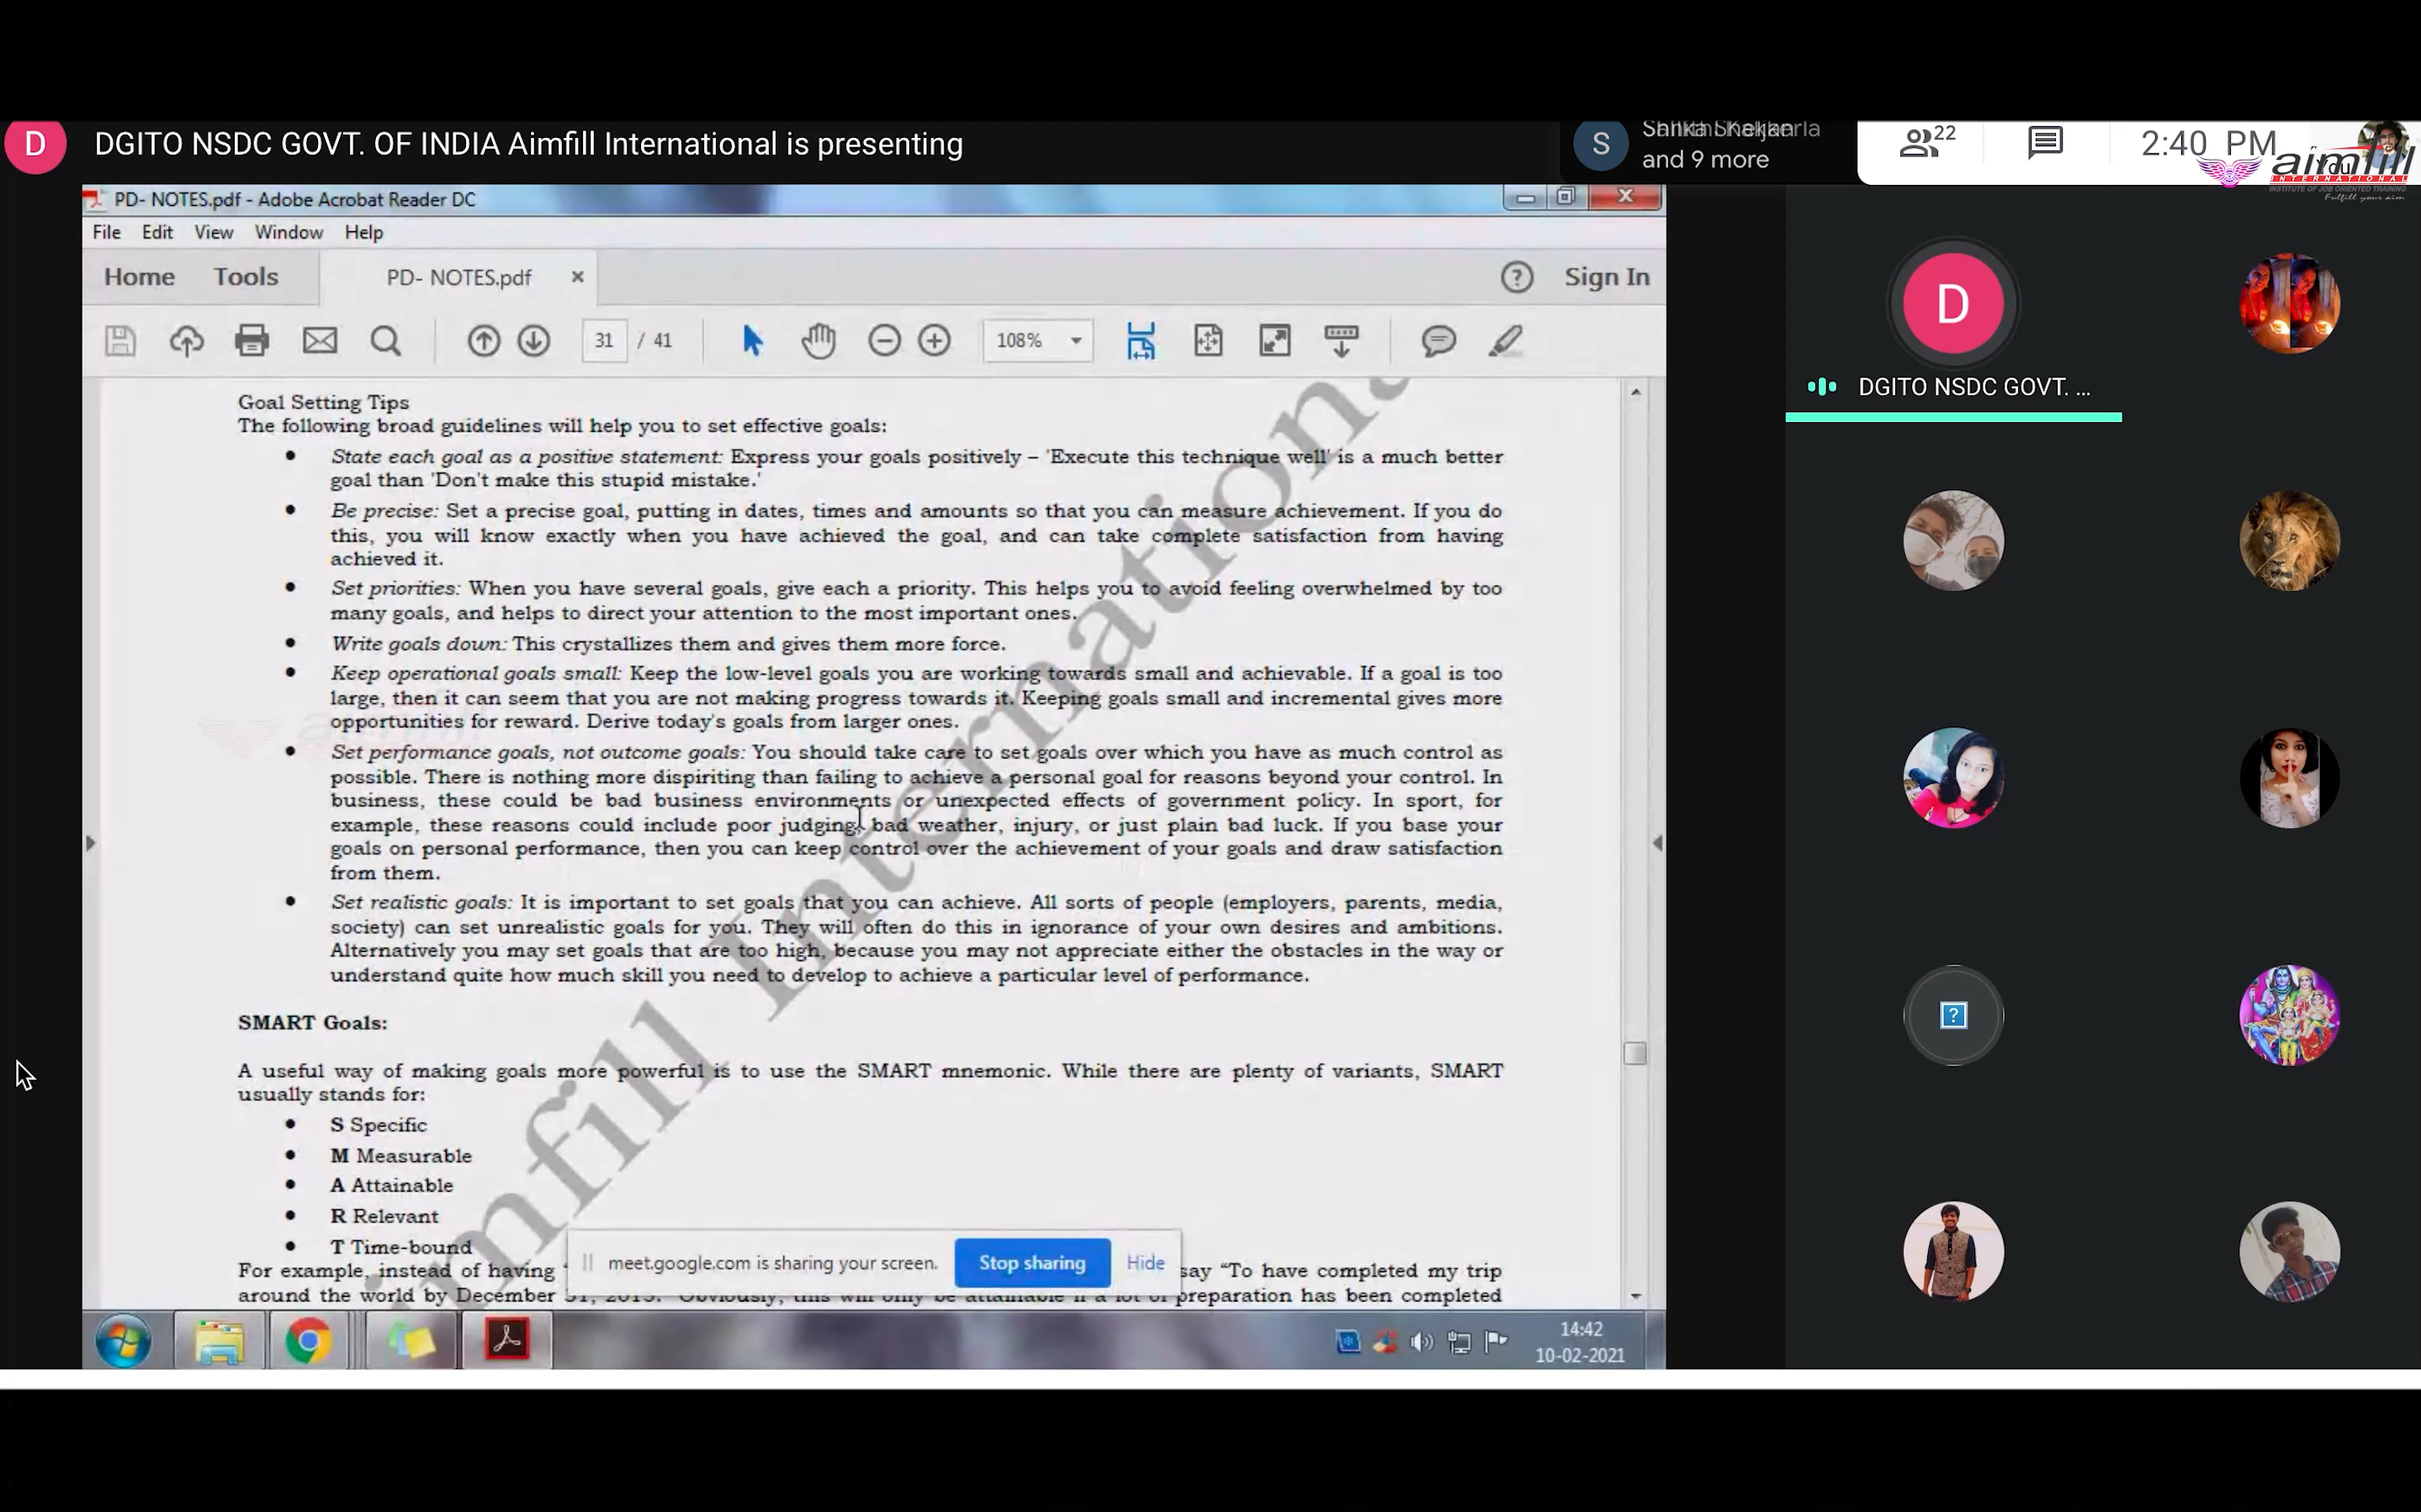 D DGITO NSDC GOVT. OF INDIA Aimfill International is presenting
S
and 9 more
22
2:40 PM
You
aimfill
INTERNATIONAL
INSTITUTE OF JOB ORIENTED TRAINING
Fulfill your aim
PD- NOTES.pdf - Adobe Acrobat Reader DC
File Edit View Window Help
Home Tools PD- NOTES.pdf × ? Sign In
31 / 41 108%
Goal Setting Tips
The following broad guidelines will help you to set effective goals:
• State each goal as a positive statement: Express your goals positively – 'Execute this technique well' is a much better
goal than 'Don't make this stupid mistake.'
• Be precise: Set a precise goal, putting in dates, times and amounts so that you can measure achievement. If you do
this, you will know exactly when you have achieved the goal, and can take complete satisfaction from having
achieved it.
• Set priorities: When you have several goals, give each a priority. This helps you to avoid feeling overwhelmed by too
many goals, and helps to direct your attention to the most important ones.
• Write goals down: This crystallizes them and gives them more force.
• Keep operational goals small: Keep the low-level goals you are working towards small and achievable. If a goal is too
large, then it can seem that you are not making progress towards it. Keeping goals small and incremental gives more
opportunities for reward. Derive today's goals from larger ones.
• Set performance goals, not outcome goals: You should take care to set goals over which you have as much control as
possible. There is nothing more dispiriting than failing to achieve a personal goal for reasons beyond your control. In
business, these could be bad business environments or unexpected effects of government policy. In sport, for
example, these reasons could include poor judging, bad weather, injury, or just plain bad luck. If you base your
goals on personal performance, then you can keep control over the achievement of your goals and draw satisfaction
from them.
• Set realistic goals: It is important to set goals that you can achieve. All sorts of people (employers, parents, media,
society) can set unrealistic goals for you. They will often do this in ignorance of your own desires and ambitions.
Alternatively you may set goals that are too high, because you may not appreciate either the obstacles in the way or
understand quite how much skill you need to develop to achieve a particular level of performance.
SMART Goals:
A useful way of making goals more powerful is to use the SMART mnemonic. While there are plenty of variants, SMART
usually stands for:
• S Specific
• M Measurable
• A Attainable
• R Relevant
• T Time-bound
For example, instead of having say “To have completed my trip
around the world by December preparation has been completed
imfill International
meet.google.com is sharing your screen. Stop sharing Hide
14:42
10-02-2021
D
DGITO NSDC GOVT. ...
?